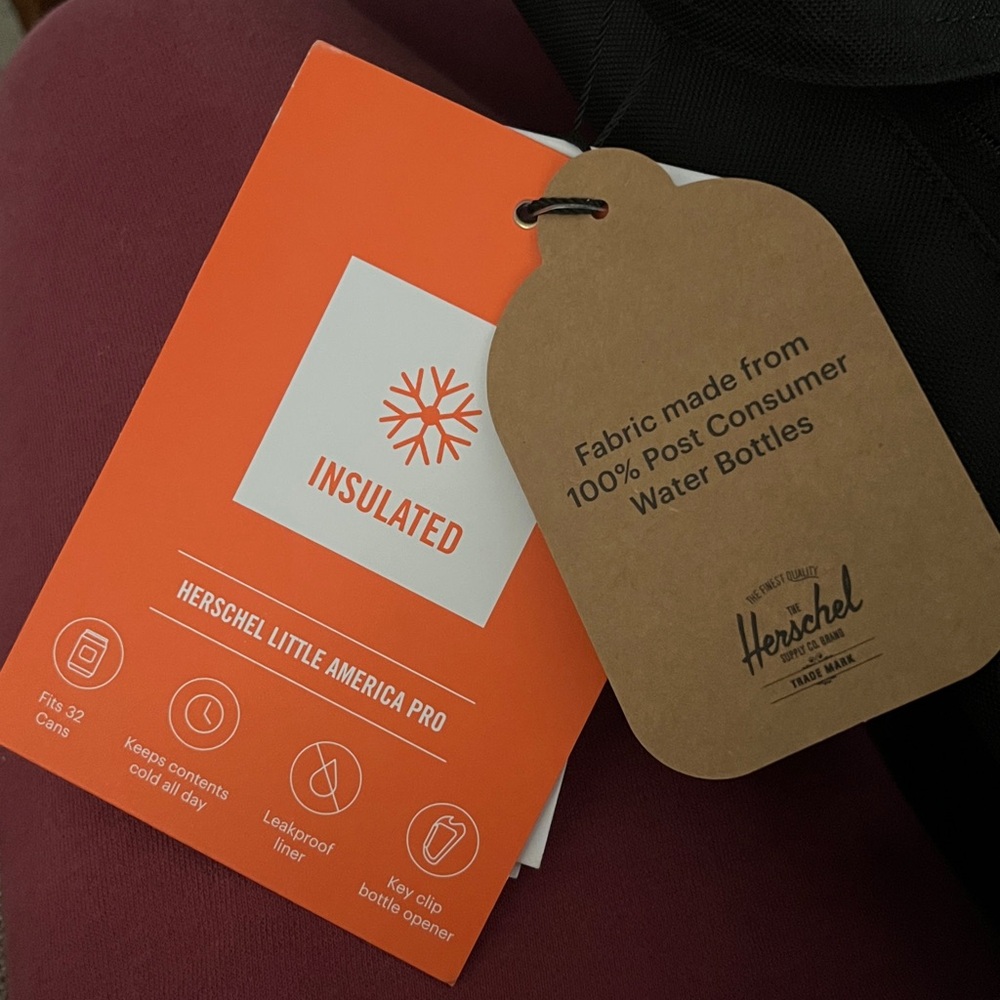 INSULATED
HERSCHEL LITTLE AMERICA PRO
Fits 32
Cans
Keeps contents
cold all day
Leakproof
liner
Key clip
bottle opener
Fabric made from
100% Post Consumer
Water Bottles
THE FINEST QUALITY
THE
Herschel
SUPPLY CO. BRAND
TRADE MARK